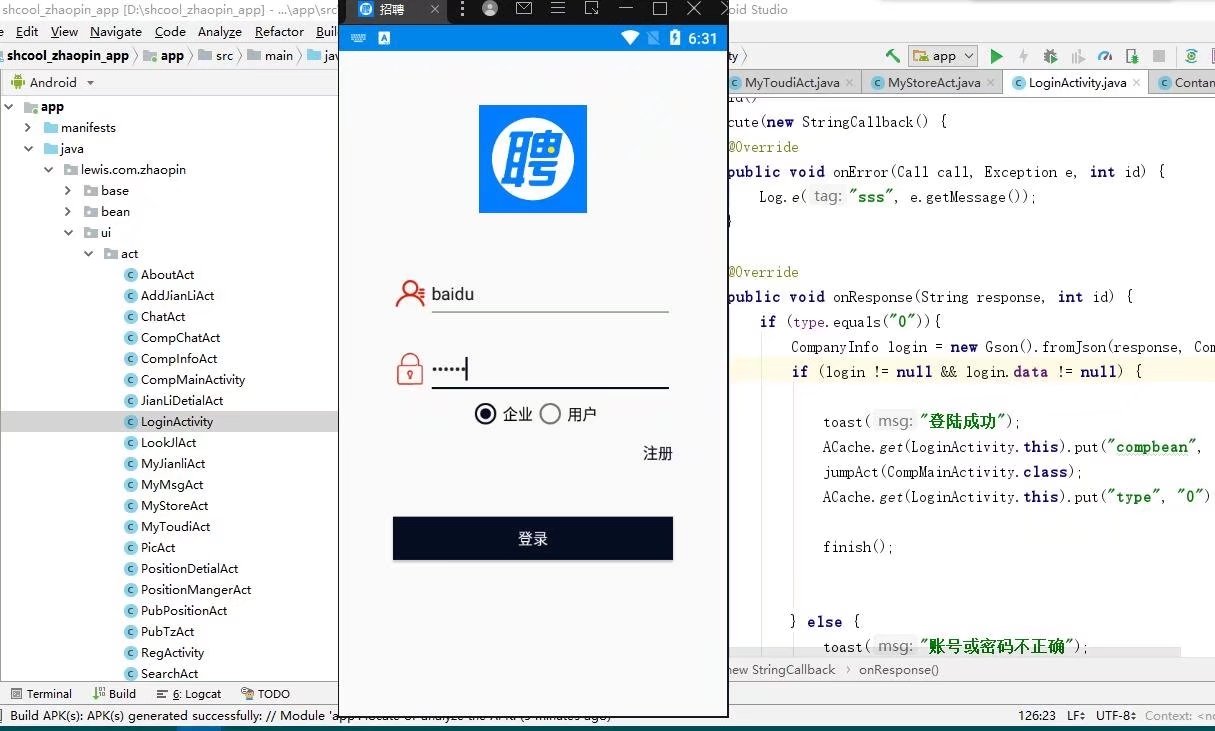 shcool_zhaopin_app [D:\shcool_zhaopin_app] - ...\app\src
招聘
oid Studio
Edit View Navigate Code Analyze Refactor Buil
6:31
shcool_zhaopin_app app src main jav
app
Android
MyToudiAct.java MyStoreAct.java LoginActivity.java Contan
app
manifests
java
lewis.com.zhaopin
base
bean
ui
act
AboutAct
AddJianLiAct
ChatAct
CompChatAct
CompInfoAct
CompMainActivity
JianLiDetialAct
LoginActivity
LookJlAct
MyJianliAct
MyMsgAct
MyStoreAct
MyToudiAct
PicAct
PositionDetialAct
PositionMangerAct
PubPositionAct
PubTzAct
RegActivity
SearchAct
聘
baidu
••••••
企业 用户
注册
登录
cute(new StringCallback() {
@Override
public void onError(Call call, Exception e, int id) {
Log.e( tag: "sss", e.getMessage());
}
@Override
public void onResponse(String response, int id) {
if (type.equals("0")){
CompanyInfo login = new Gson().fromJson(response, Com
if (login != null && login.data != null) {
toast( msg: "登陆成功");
ACache.get(LoginActivity.this).put("compbean",
jumpAct(CompMainActivity.class);
ACache.get(LoginActivity.this).put("type", "0")
finish();
} else {
toast( msg: "账号或密码不正确");
new StringCallback › onResponse()
Terminal Build 6: Logcat TODO
Build APK(s): APK(s) generated successfully: // Module 'app
126:23 LF UTF-8 Context: <no